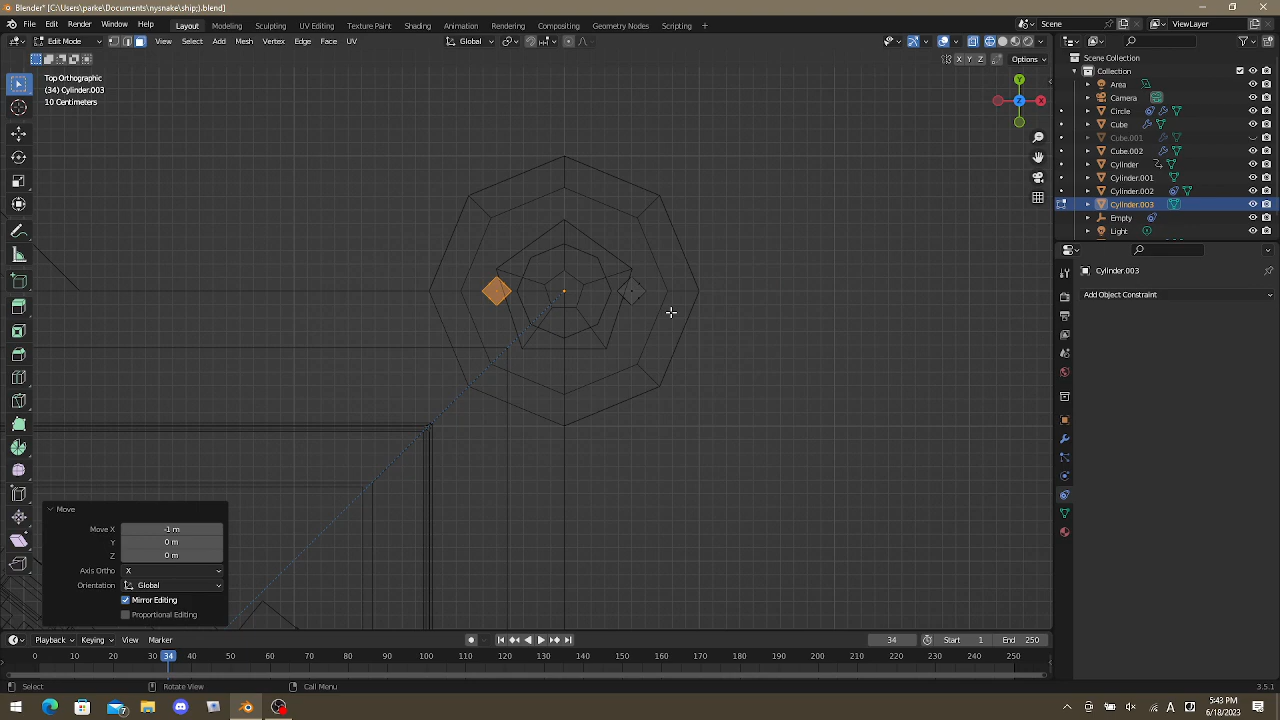 Blender* [C:\Users\parke\nysnake\ship;).blend]
File Edit Render Window Help Layout Modeling Sculpting UV Editing Texture Paint Shading Animation Rendering Compositing Geometry Nodes Scripting + Scene ViewLayer
Edit Mode View Select Add Mesh Vertex Edge Face UV Global
X Y Z Options
Top Orthographic
(34) Cylinder.003
10 Centimeters
Y
Z X
Scene Collection
Collection
Area
Camera
Circle
Cube
Cube.001
Cube.002
Cylinder
Cylinder.001
Cylinder.002
Cylinder.003
Empty
Light
Cylinder.003
Add Object Constraint
Move
Move X -1 m
Y 0 m
Z 0 m
Axis Ortho X
Orientation Global
Mirror Editing
Proportional Editing
Playback Keying View Marker 34 Start 1 End 250
0 10 20 30 34 40 50 60 70 80 90 100 110 120 130 140 150 160 170 180 190 200 210 220 230 240 250
Select Rotate View Call Menu 3.5.1
7 A 5:43 PM
6/18/2023